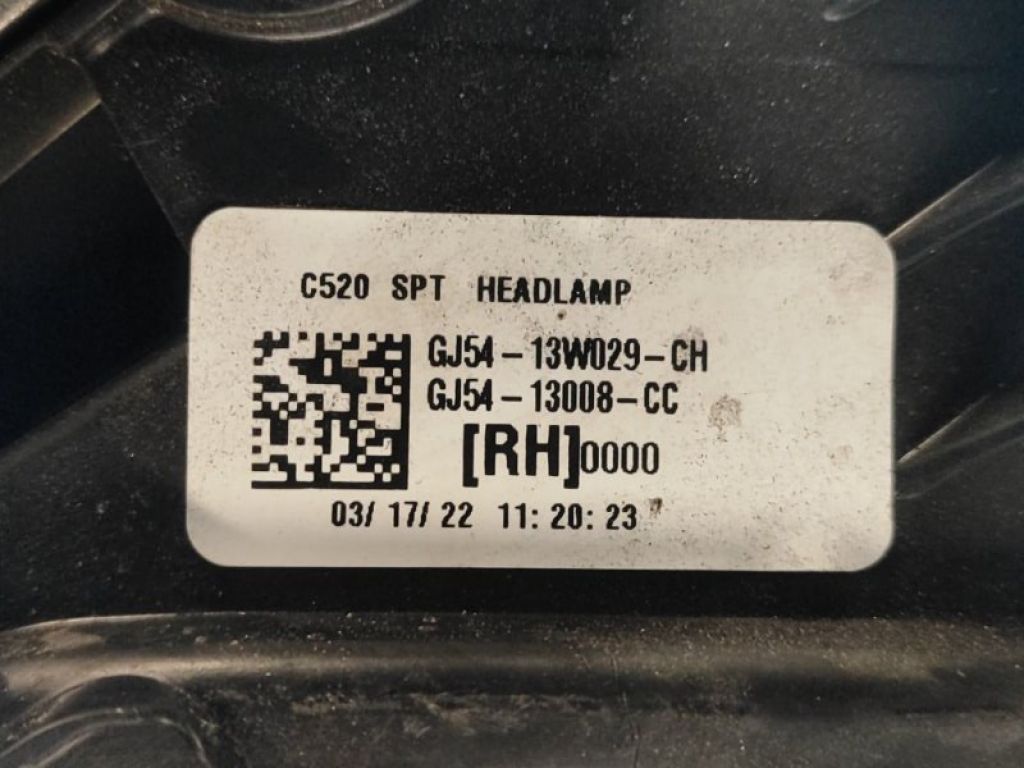 C520 SPT HEADLAMP
GJ54-13W029-CH
GJ54-13008-CC
[RH]0000
03/ 17/ 22 11: 20: 23